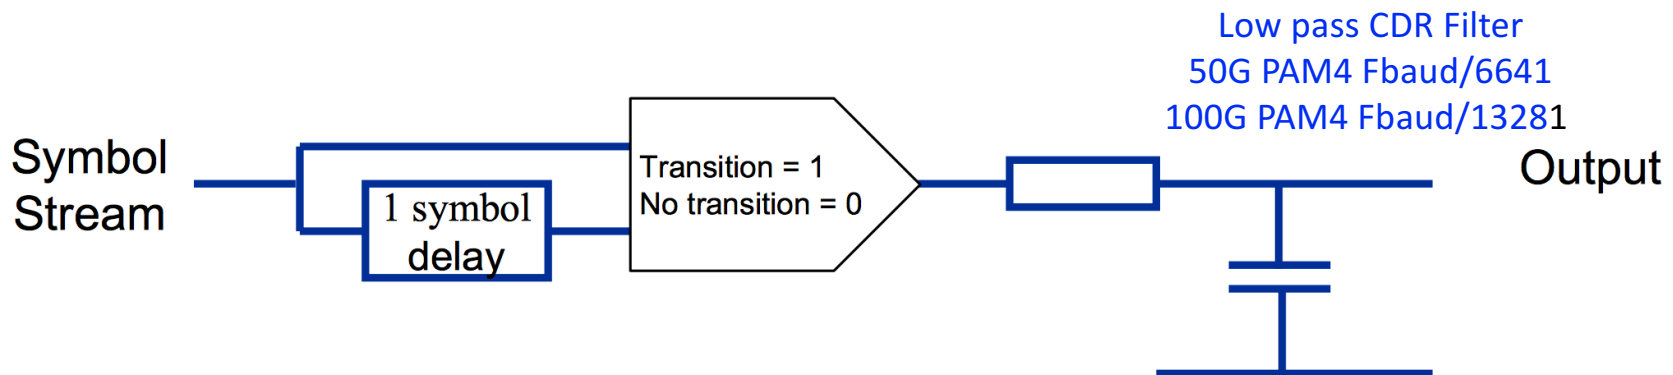 Low pass CDR Filter
50G PAM4 Fbaud/6641
100G PAM4 Fbaud/13281
Symbol
Stream
1 symbol
delay
Transition = 1
No transition = 0
Output